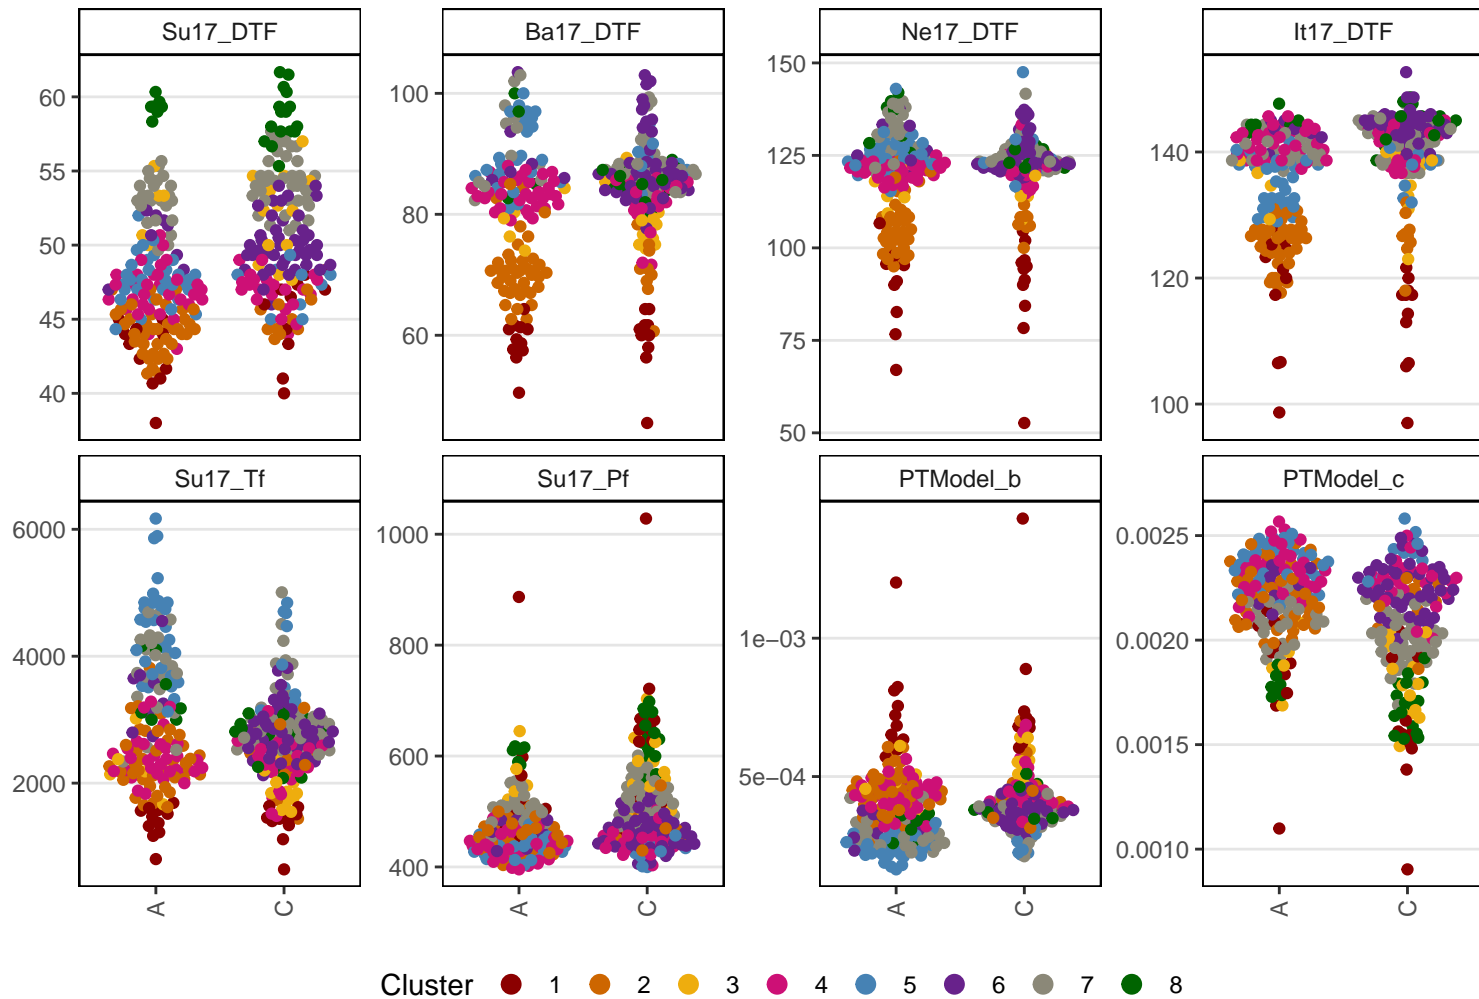 Su17_DTF Ba17_DTF Ne17_DTF It17_DTF
60 55 50 45 40
100 80 60
150 125 100 75 50
140 120 100
Su17_Tf Su17_Pf PTModel_b PTModel_c
6000 4000 2000
1000 800 600 400
1e−03 5e−04
0.0025 0.0020 0.0015 0.0010
A C A C A C A C
Cluster 1 2 3 4 5 6 7 8